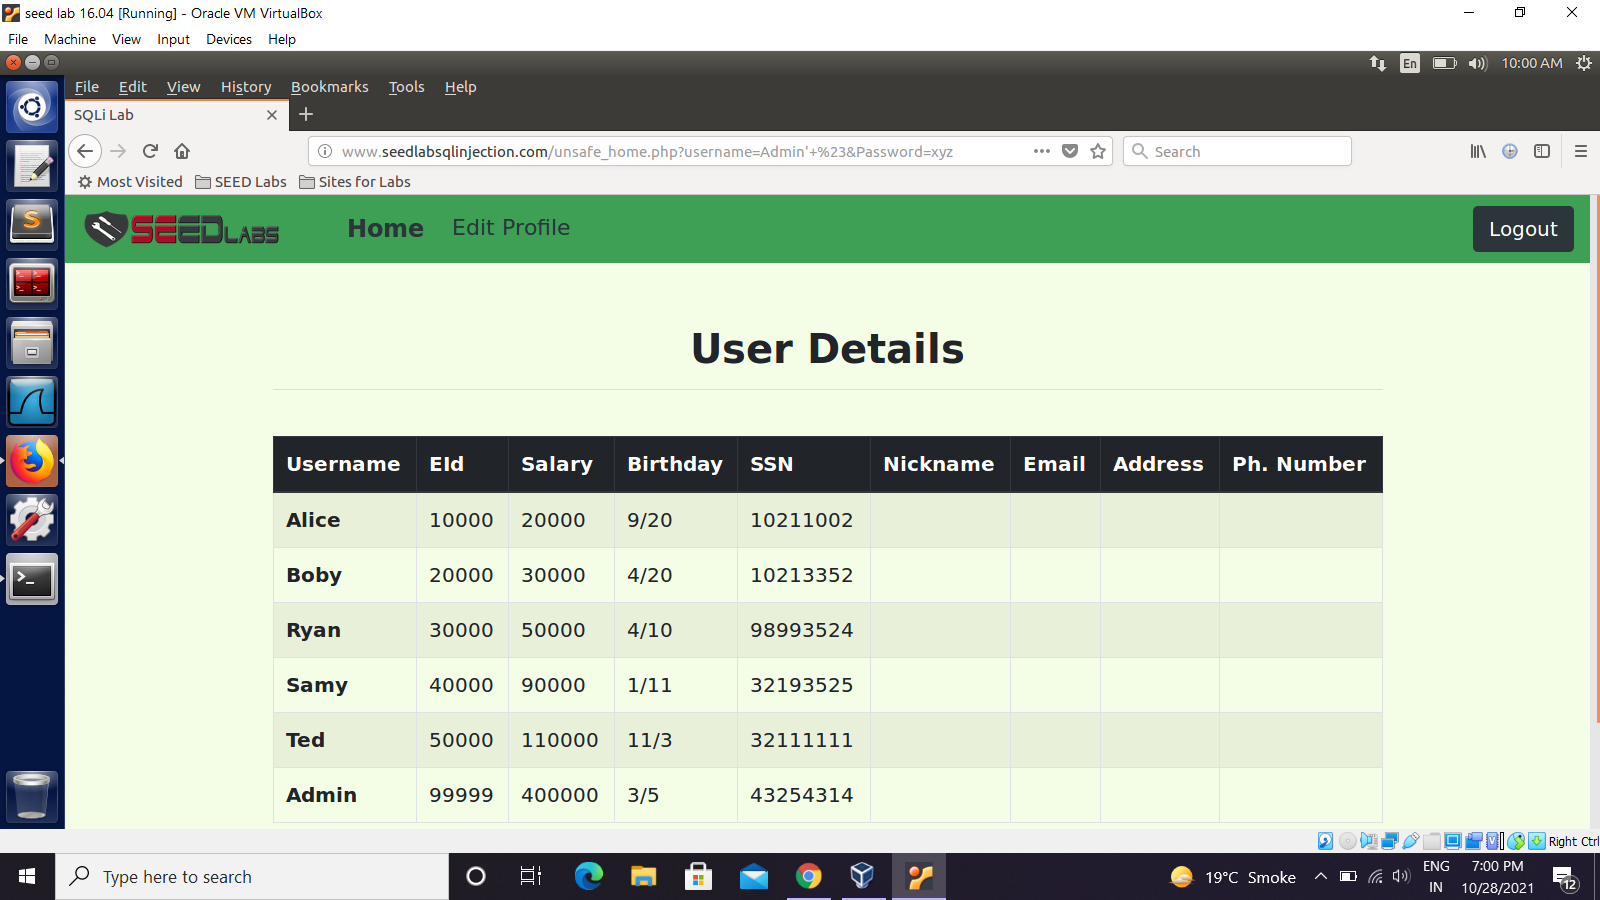 seed lab 16.04 [Running] - Oracle VM VirtualBox
File Machine View Input Devices Help
En 10:00 AM
File Edit View History Bookmarks Tools Help
SQLi Lab
www.seedlabsqlinjection.com/unsafe_home.php?username=Admin'+%23&Password=xyz
Search
Most Visited SEED Labs Sites for Labs
SEEDLABS Home Edit Profile Logout
User Details
Username EId Salary Birthday SSN Nickname Email Address Ph. Number
Alice 10000 20000 9/20 10211002
Boby 20000 30000 4/20 10213352
Ryan 30000 50000 4/10 98993524
Samy 40000 90000 1/11 32193525
Ted 50000 110000 11/3 32111111
Admin 99999 400000 3/5 43254314
Right Ctrl
Type here to search
19°C Smoke
ENG
IN
7:00 PM
10/28/2021
12